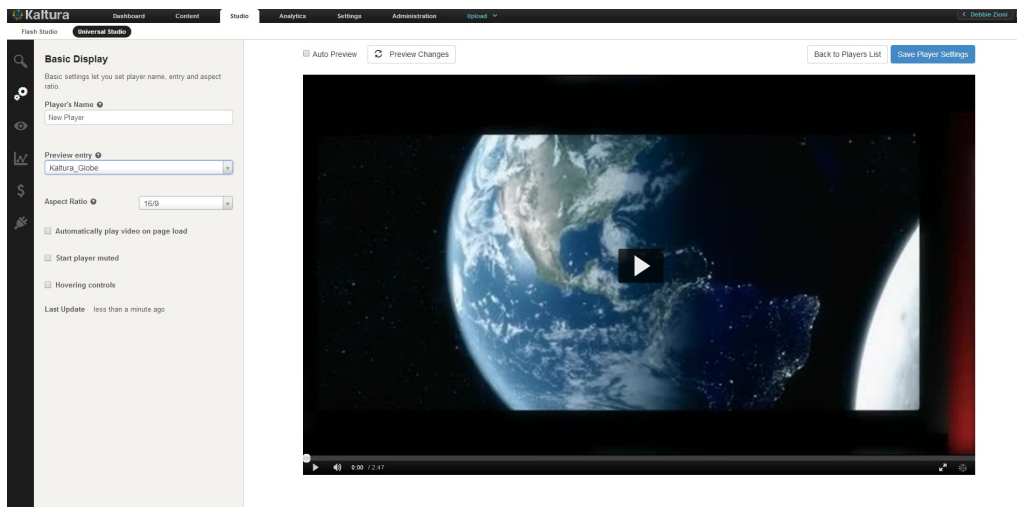 Kaltura
Dashboard Content Studio Analytics Settings Administration Upload
< Debbie Zioni
Flash Studio Universal Studio
Basic Display
Basic settings let you set player name, entry and aspect
ratio.
Player's Name
New Player
Preview entry
Kaltura_Globe
Aspect Ratio 16/9
Automatically play video on page load
Start player muted
Hovering controls
Last Update less than a minute ago
Auto Preview Preview Changes
Back to Players List Save Player Settings
0:00 / 2:47